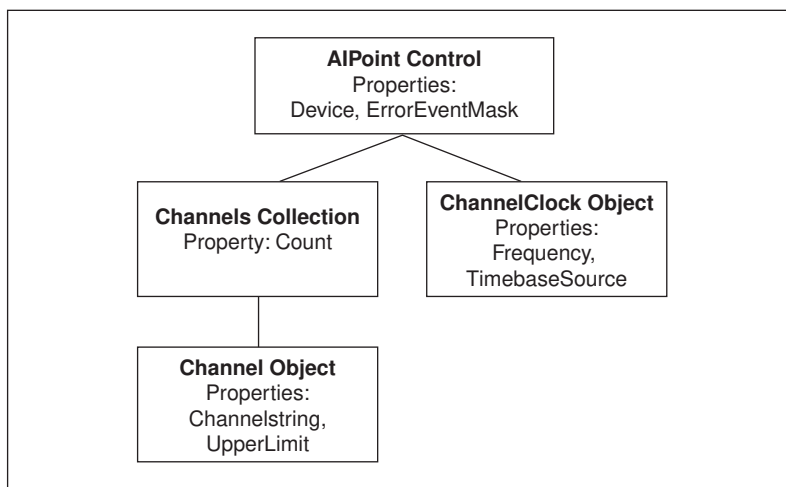 AIPoint Control
Properties:
Device, ErrorEventMask
Channels Collection
Property: Count
ChannelClock Object
Properties:
Frequency,
TimebaseSource
Channel Object
Properties:
Channelstring,
UpperLimit